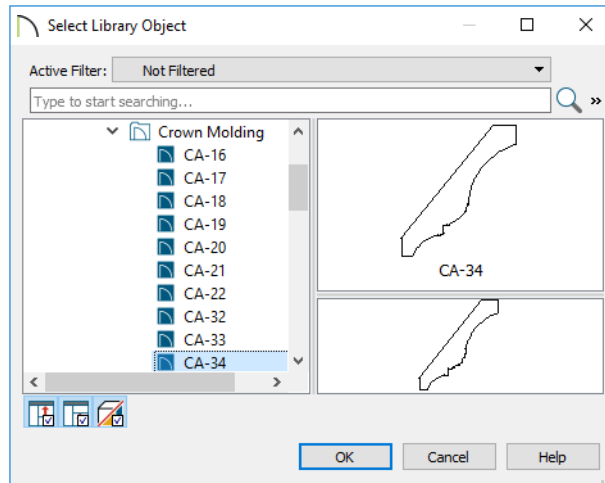 Select Library Object
Active Filter: Not Filtered
Type to start searching...
»
Crown Molding
CA-16
CA-17
CA-18
CA-19
CA-20
CA-21
CA-22
CA-32
CA-33
CA-34
CA-34
OK Cancel Help